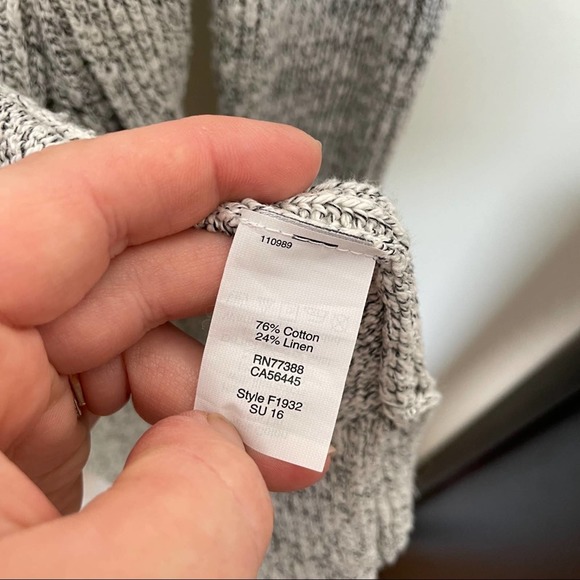 110989
76% Cotton
24% Linen
RN77388
CA56445
Style F1932
SU 16